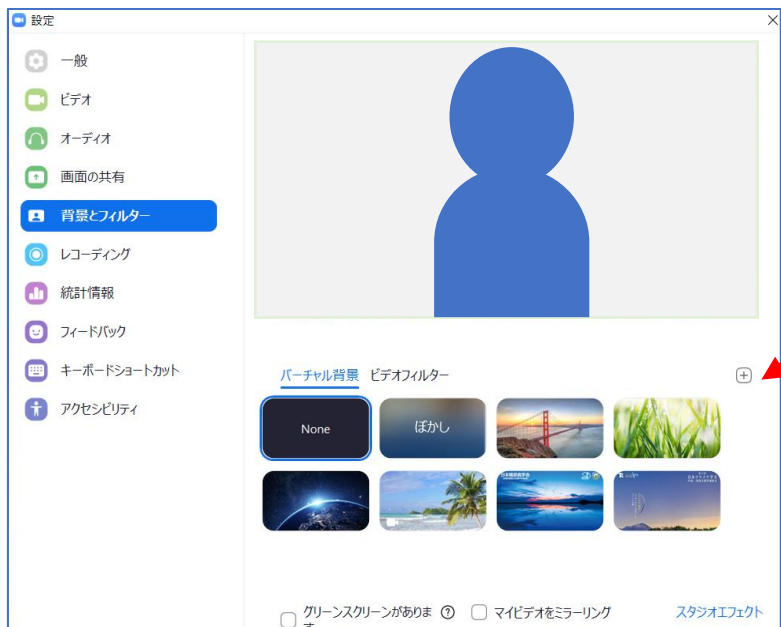 設定
一般
ビデオ
オーディオ
画面の共有
背景とフィルター
レコーディング
統計情報
フィードバック
キーボードショートカット
アクセシビリティ
バーチャル背景 ビデオフィルター
None
ぼかし
グリーンスクリーンがありま
す
マイビデオをミラーリング
スタジオエフェクト